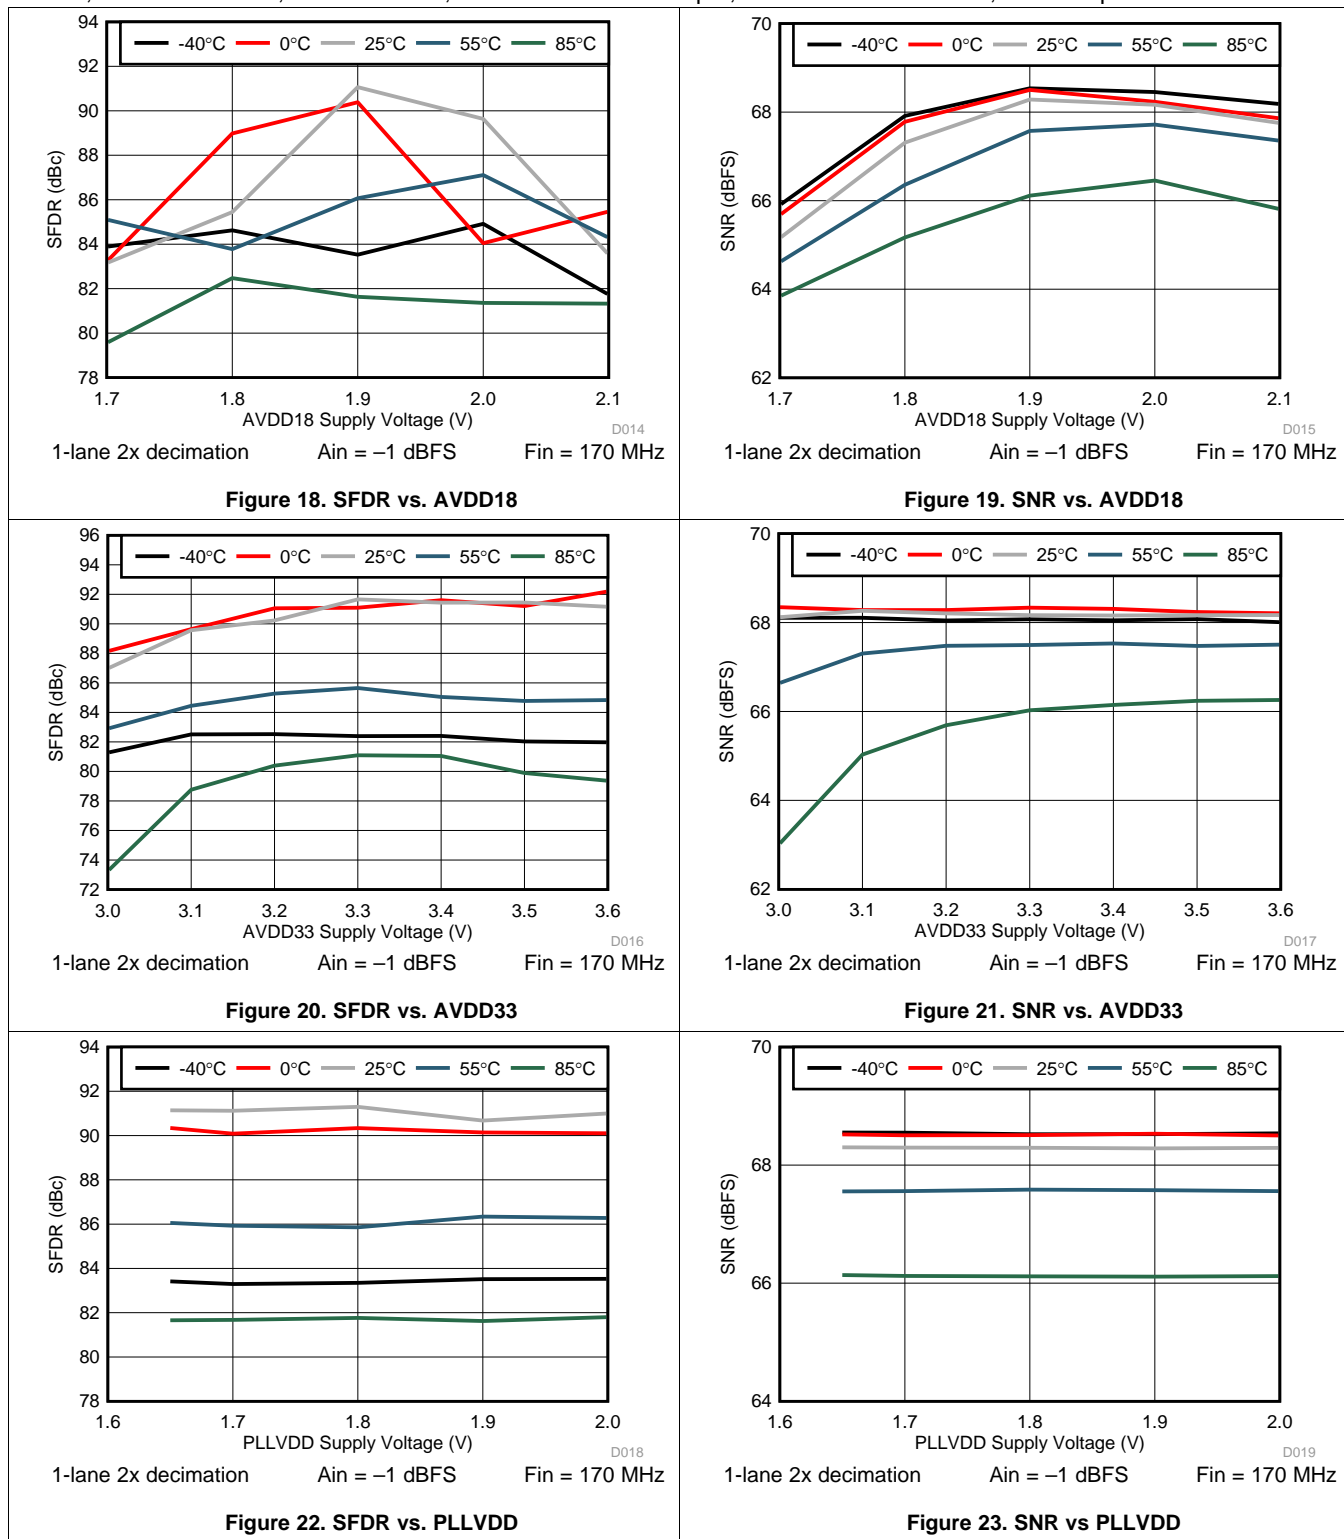 94
92
90
88
86
84
82
80
78
SFDR (dBc)
-40°C 0°C 25°C 55°C 85°C
1.7 1.8 1.9 2.0 2.1
AVDD18 Supply Voltage (V)
D014
1-lane 2x decimation Ain = –1 dBFS Fin = 170 MHz
Figure 18. SFDR vs. AVDD18
70
68
66
64
62
SNR (dBFS)
-40°C 0°C 25°C 55°C 85°C
1.7 1.8 1.9 2.0 2.1
AVDD18 Supply Voltage (V)
D015
1-lane 2x decimation Ain = –1 dBFS Fin = 170 MHz
Figure 19. SNR vs. AVDD18
96
94
92
90
88
86
84
82
80
78
76
74
72
SFDR (dBc)
-40°C 0°C 25°C 55°C 85°C
3.0 3.1 3.2 3.3 3.4 3.5 3.6
AVDD33 Supply Voltage (V)
D016
1-lane 2x decimation Ain = –1 dBFS Fin = 170 MHz
Figure 20. SFDR vs. AVDD33
70
68
66
64
62
SNR (dBFS)
-40°C 0°C 25°C 55°C 85°C
3.0 3.1 3.2 3.3 3.4 3.5 3.6
AVDD33 Supply Voltage (V)
D017
1-lane 2x decimation Ain = –1 dBFS Fin = 170 MHz
Figure 21. SNR vs. AVDD33
94
92
90
88
86
84
82
80
78
SFDR (dBc)
-40°C 0°C 25°C 55°C 85°C
1.6 1.7 1.8 1.9 2.0
PLLVDD Supply Voltage (V)
D018
1-lane 2x decimation Ain = –1 dBFS Fin = 170 MHz
Figure 22. SFDR vs. PLLVDD
70
68
66
64
SNR (dBFS)
-40°C 0°C 25°C 55°C 85°C
1.6 1.7 1.8 1.9 2.0
PLLVDD Supply Voltage (V)
D019
1-lane 2x decimation Ain = –1 dBFS Fin = 170 MHz
Figure 23. SNR vs PLLVDD